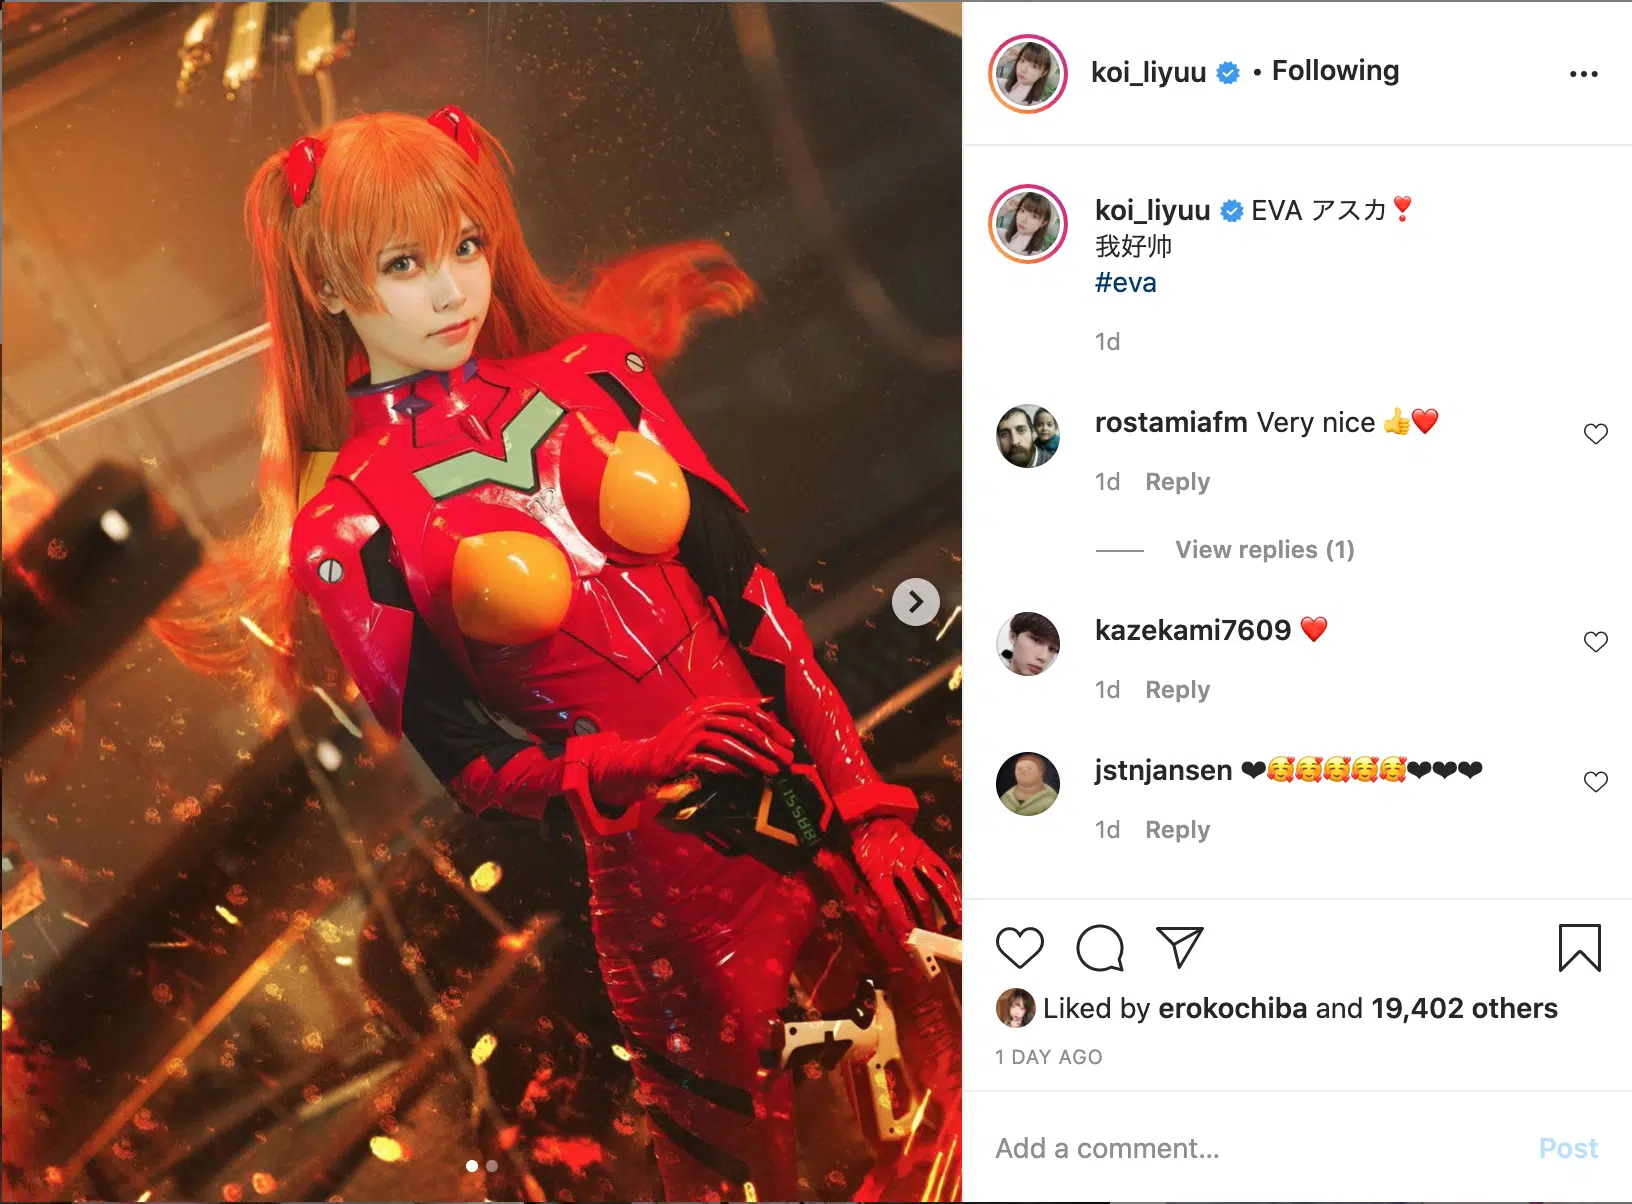 koi_liyuu • Following
koi_liyuu EVA アスカ❣️
我好帅
#eva
1d
rostamiafm Very nice 👍❤️
1d Reply
View replies (1)
kazekami7609 ❤️
1d Reply
jstnjansen ❤🥰🥰🥰🥰🥰❤❤❤
1d Reply
Liked by erokochiba and 19,402 others
1 DAY AGO
Add a comment... Post